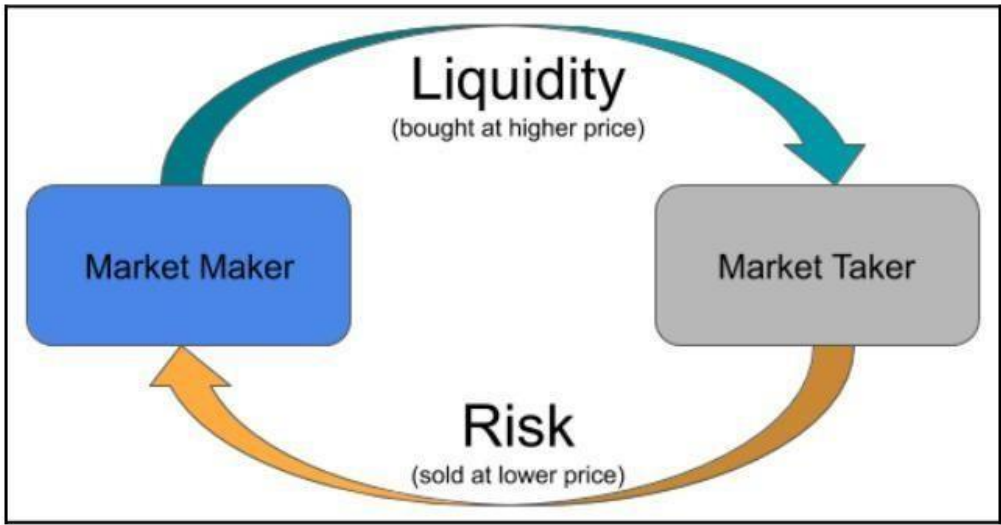 Liquidity
(bought at higher price)
Market Maker
Market Taker
Risk
(sold at lower price)